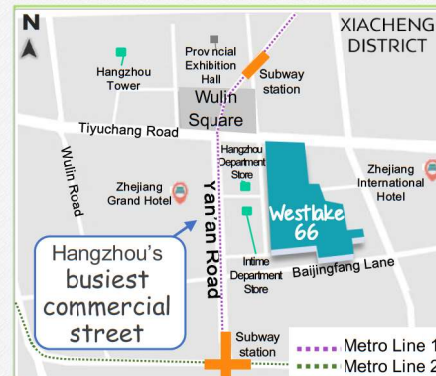 N
XIACHENG
DISTRICT
Provincial
Exhibition
Hall
Hangzhou
Tower
Subway
station
Wulin
Square
Tiyuchang Road
Wulin Road
Hangzhou
Department
Store
Zhejiang
International
Hotel
Zhejiang
Grand Hotel
Yan'an Road
Westlake
66
Hangzhou's
busiest
commercial
street
Intime
Department
Store
Baijingfang Lane
Subway
station
Metro Line 1
Metro Line 2